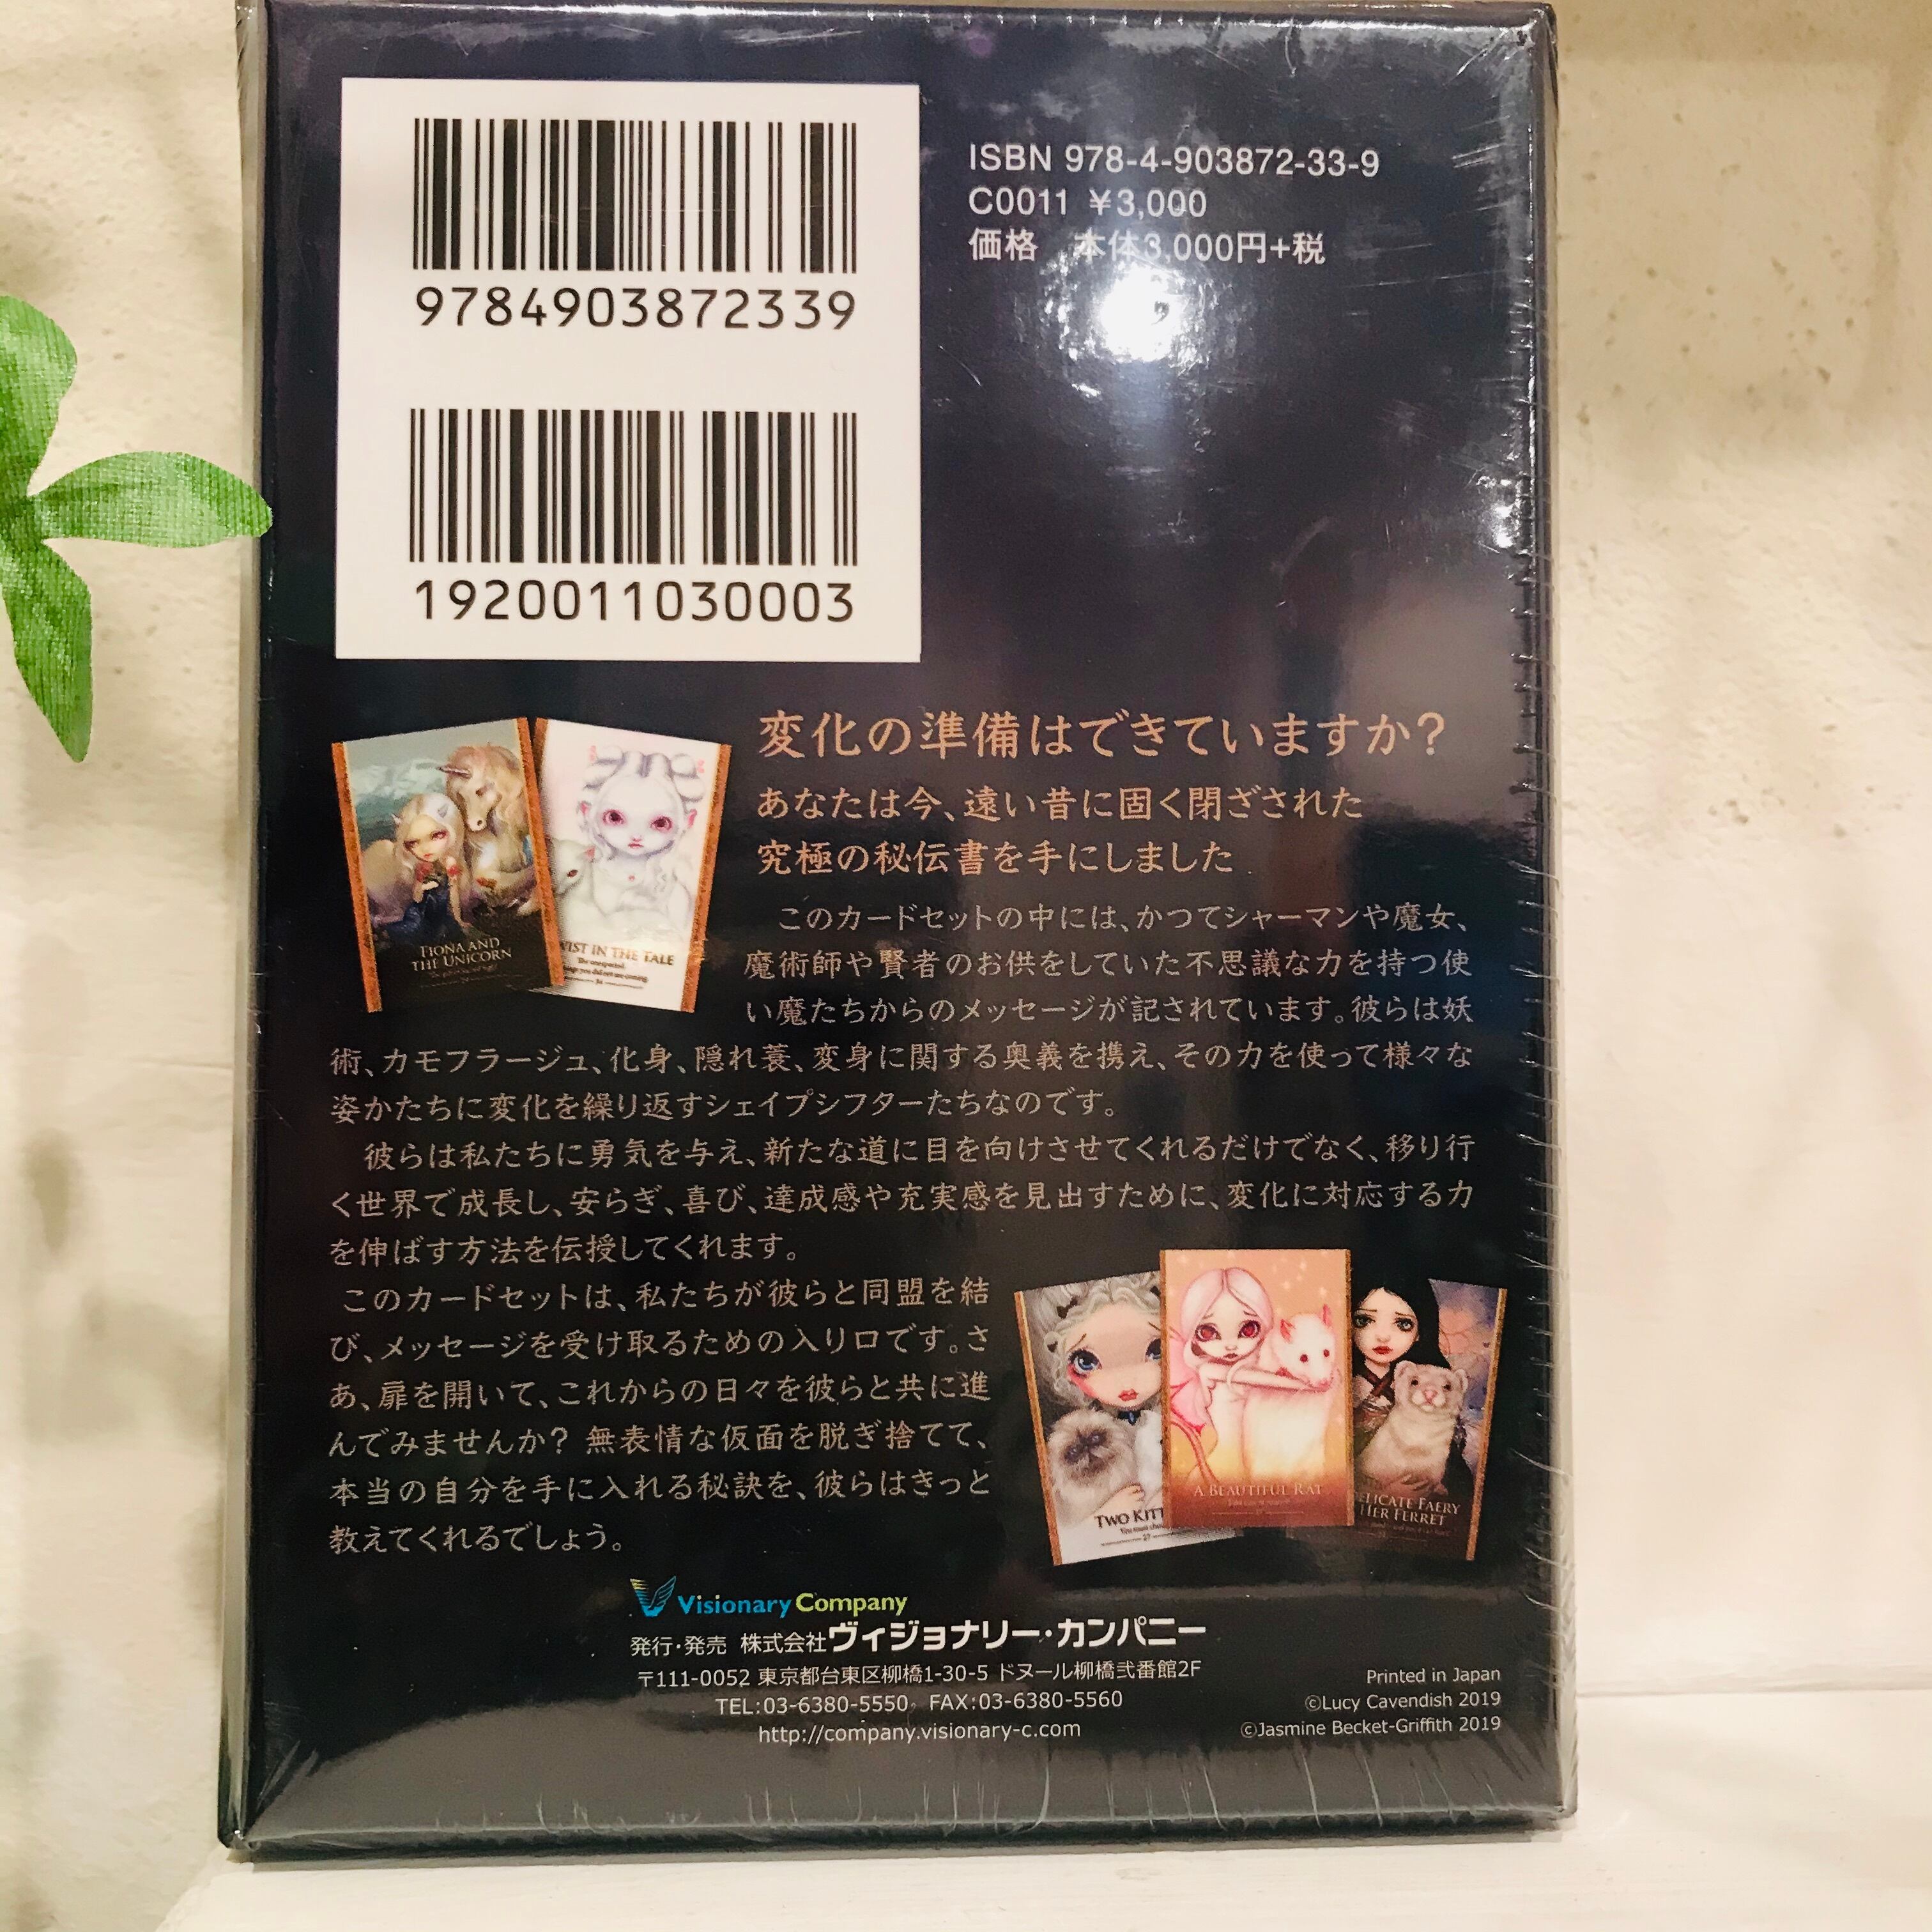 9784903872339
1920011030003
ISBN 978-4-903872-33-9
C0011 ¥3,000
価格 本体3,000円+税
変化の準備はできていますか?
あなたは今、遠い昔に固く閉ざされた
究極の秘伝書を手にしました
このカードセットの中には、かつてシャーマンや魔女、
魔術師や賢者のお供をしていた不思議な力を持つ使
い魔たちからのメッセージが記されています。彼らは妖
術、カモフラージュ、化身、隠れ蓑、変身に関する奥義を携え、その力を使って様々な
姿かたちに変化を繰り返すシェイプシフターたちなのです。
彼らは私たちに勇気を与え、新たな道に目を向けさせてくれるだけでなく、移り行
く世界で成長し、安らぎ、喜び、達成感や充実感を見出すために、変化に対応する力
を伸ばす方法を伝授してくれます。
このカードセットは、私たちが彼らと同盟を結
び、メッセージを受け取るための入り口です。さ
あ、扉を開いて、これからの日々を彼らと共に進
んでみませんか? 無表情な仮面を脱ぎ捨てて、
本当の自分を手に入れる秘訣を、彼らはきっと
教えてくれるでしょう。
FIONA AND
THE UNICORN
IN THE TALE
The unexpected
34
TWO
You must
27
A BEAUTIFUL RAT
FAERY
HER FERRET
Visionary Company
発行・発売 株式会社ヴィジョナリー・カンパニー
〒111-0052 東京都台東区柳橋1-30-5 ドヌール柳橋弐番館2F
TEL:03-6380-5550 FAX:03-6380-5560
http://company.visionary-c.com
Printed in Japan
©Lucy Cavendish 2019
©Jasmine Becket-Griffith 2019